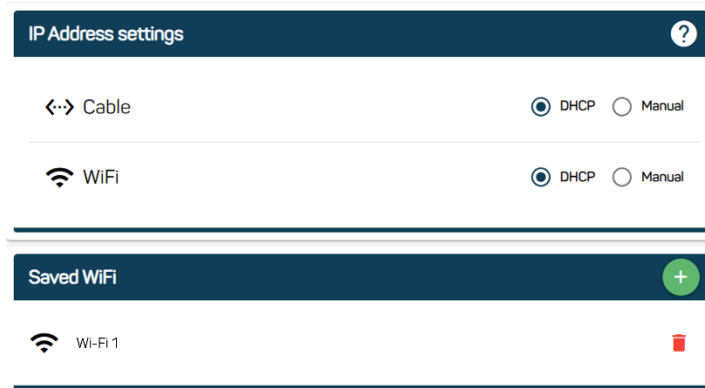 IP Address settings
Cable DHCP Manual
WiFi DHCP Manual
Saved WiFi
Wi-Fi 1